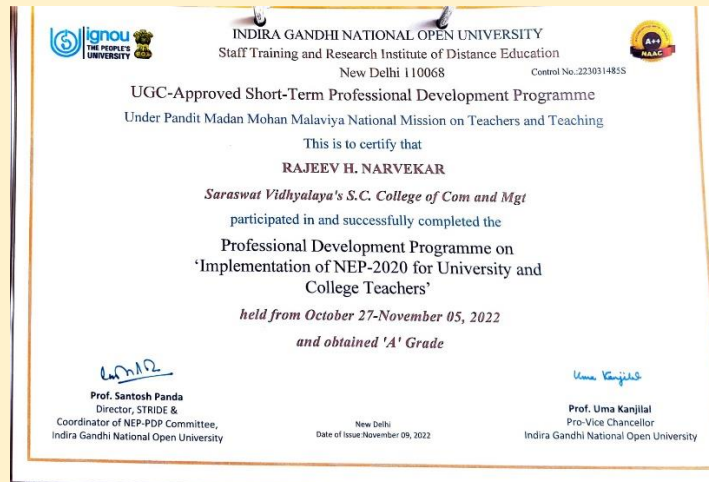 ignou
THE PEOPLE'S
UNIVERSITY
INDIRA GANDHI NATIONAL OPEN UNIVERSITY
Staff Training and Research Institute of Distance Education
New Delhi 110068
Control No.:223031485S
A++
NAAC
UGC-Approved Short-Term Professional Development Programme
Under Pandit Madan Mohan Malaviya National Mission on Teachers and Teaching
This is to certify that
RAJEEV H. NARVEKAR
Saraswat Vidhyalaya's S.C. College of Com and Mgt
participated in and successfully completed the
Professional Development Programme on
‘Implementation of NEP-2020 for University and
College Teachers’
held from October 27-November 05, 2022
and obtained 'A' Grade
Prof. Santosh Panda
Director, STRIDE &
Coordinator of NEP-PDP Committee,
Indira Gandhi National Open University
New Delhi
Date of Issue:November 09, 2022
Uma Kanjilal
Prof. Uma Kanjilal
Pro-Vice Chancellor
Indira Gandhi National Open University